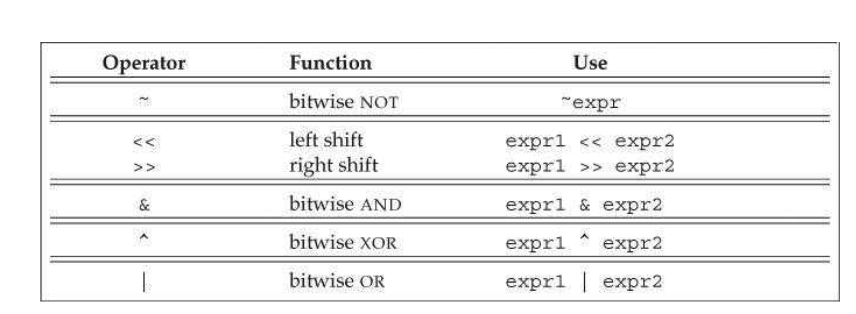 Operator Function Use
~ bitwise NOT ~expr
<< left shift expr1 << expr2
>> right shift expr1 >> expr2
& bitwise AND expr1 & expr2
^ bitwise XOR expr1 ^ expr2
| bitwise OR expr1 | expr2